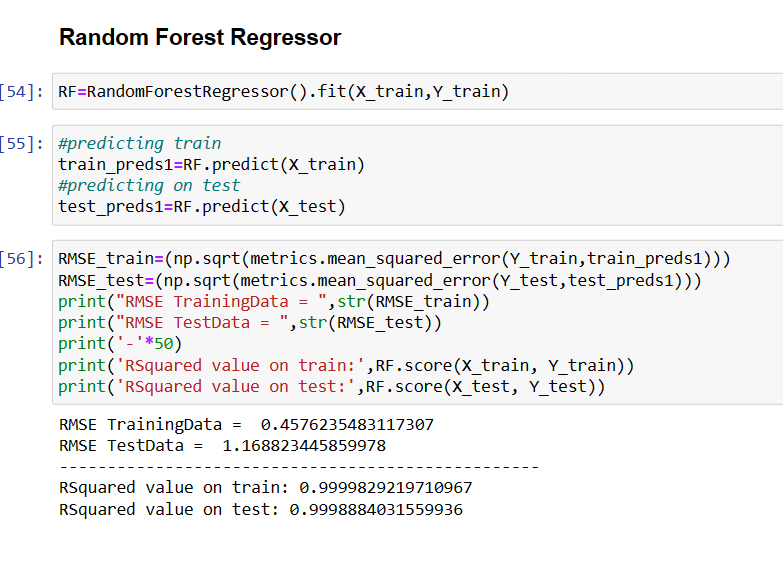 Random Forest Regressor
[54]: RF=RandomForestRegressor().fit(X_train,Y_train)
[55]: #predicting train
train_preds1=RF.predict(X_train)
#predicting on test
test_preds1=RF.predict(X_test)
[56]: RMSE_train=(np.sqrt(metrics.mean_squared_error(Y_train,train_preds1)))
RMSE_test=(np.sqrt(metrics.mean_squared_error(Y_test,test_preds1)))
print("RMSE TrainingData = ",str(RMSE_train))
print("RMSE TestData = ",str(RMSE_test))
print('-'*50)
print('RSquared value on train:',RF.score(X_train, Y_train))
print('RSquared value on test:',RF.score(X_test, Y_test))
RMSE TrainingData =  0.4576235483117307
RMSE TestData =  1.168823445859978
--------------------------------------------------
RSquared value on train: 0.9999829219710967
RSquared value on test: 0.9998884031559936